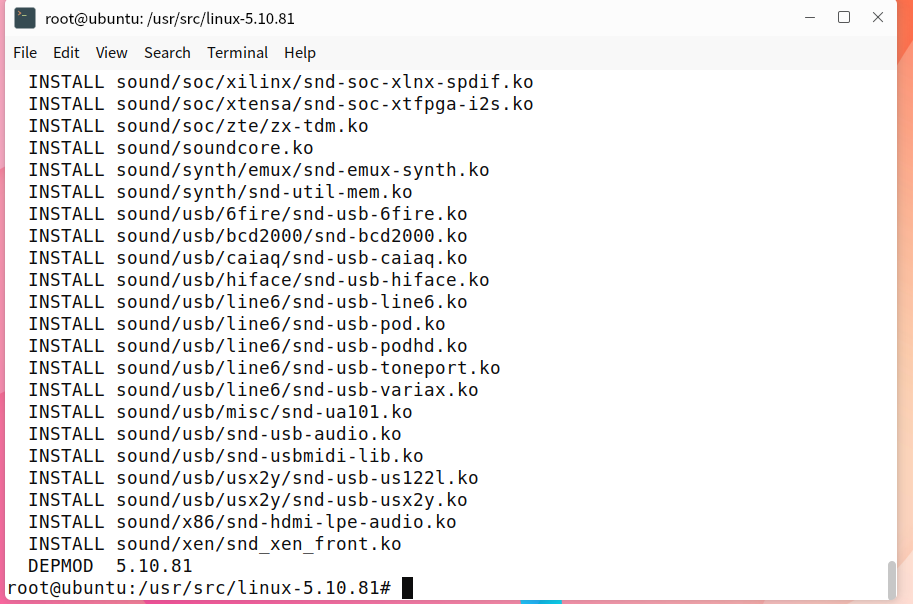 root@ubuntu: /usr/src/linux-5.10.81
File Edit View Search Terminal Help
INSTALL sound/soc/xilinx/snd-soc-xlnx-spdif.ko
INSTALL sound/soc/xtensa/snd-soc-xtfpga-i2s.ko
INSTALL sound/soc/zte/zx-tdm.ko
INSTALL sound/soundcore.ko
INSTALL sound/synth/emux/snd-emux-synth.ko
INSTALL sound/synth/snd-util-mem.ko
INSTALL sound/usb/6fire/snd-usb-6fire.ko
INSTALL sound/usb/bcd2000/snd-bcd2000.ko
INSTALL sound/usb/caiaq/snd-usb-caiaq.ko
INSTALL sound/usb/hiface/snd-usb-hiface.ko
INSTALL sound/usb/line6/snd-usb-line6.ko
INSTALL sound/usb/line6/snd-usb-pod.ko
INSTALL sound/usb/line6/snd-usb-podhd.ko
INSTALL sound/usb/line6/snd-usb-toneport.ko
INSTALL sound/usb/line6/snd-usb-variax.ko
INSTALL sound/usb/misc/snd-ua101.ko
INSTALL sound/usb/snd-usb-audio.ko
INSTALL sound/usb/snd-usbmidi-lib.ko
INSTALL sound/usb/usx2y/snd-usb-us122l.ko
INSTALL sound/usb/usx2y/snd-usb-usx2y.ko
INSTALL sound/x86/snd-hdmi-lpe-audio.ko
INSTALL sound/xen/snd_xen_front.ko
DEPMOD  5.10.81
root@ubuntu:/usr/src/linux-5.10.81#